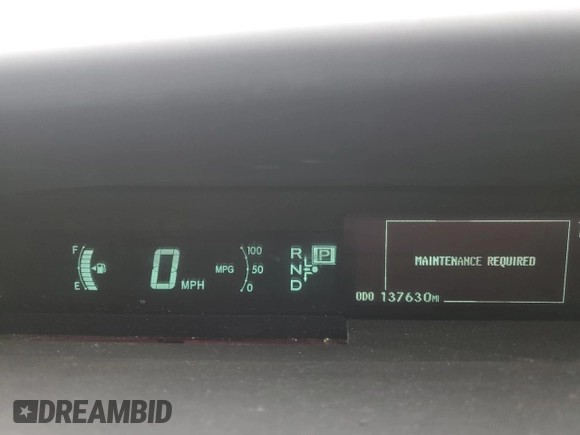 F
E
0 MPH
MPG
100
50
0
R
N
D
P
L
MAINTENANCE REQUIRED
ODO 137630MI
DREAMBID